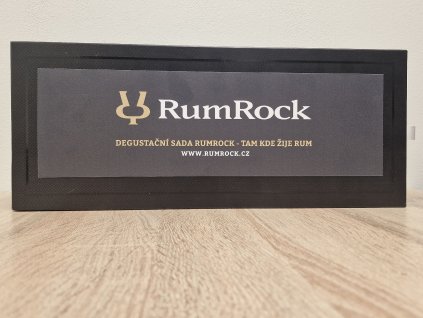 RumRock
DEGUSTAČNÍ SADA RUMROCK - TAM KDE ŽIJE RUM
WWW.RUMROCK.CZ